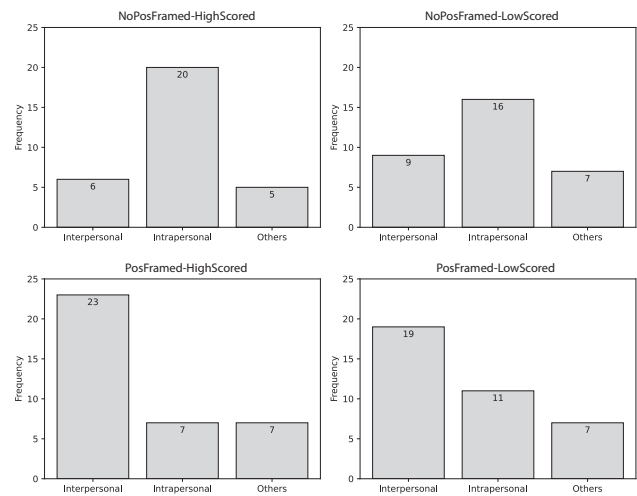 NoPosFramed-HighScored
25
20
15
10
5
0
Frequency
6
20
5
Interpersonal
Intrapersonal
Others
NoPosFramed-LowScored
25
20
15
10
5
0
Frequency
9
16
7
Interpersonal
Intrapersonal
Others
PosFramed-HighScored
25
20
15
10
5
0
Frequency
23
7
7
Interpersonal
Intrapersonal
Others
PosFramed-LowScored
25
20
15
10
5
0
Frequency
19
11
7
Interpersonal
Intrapersonal
Others